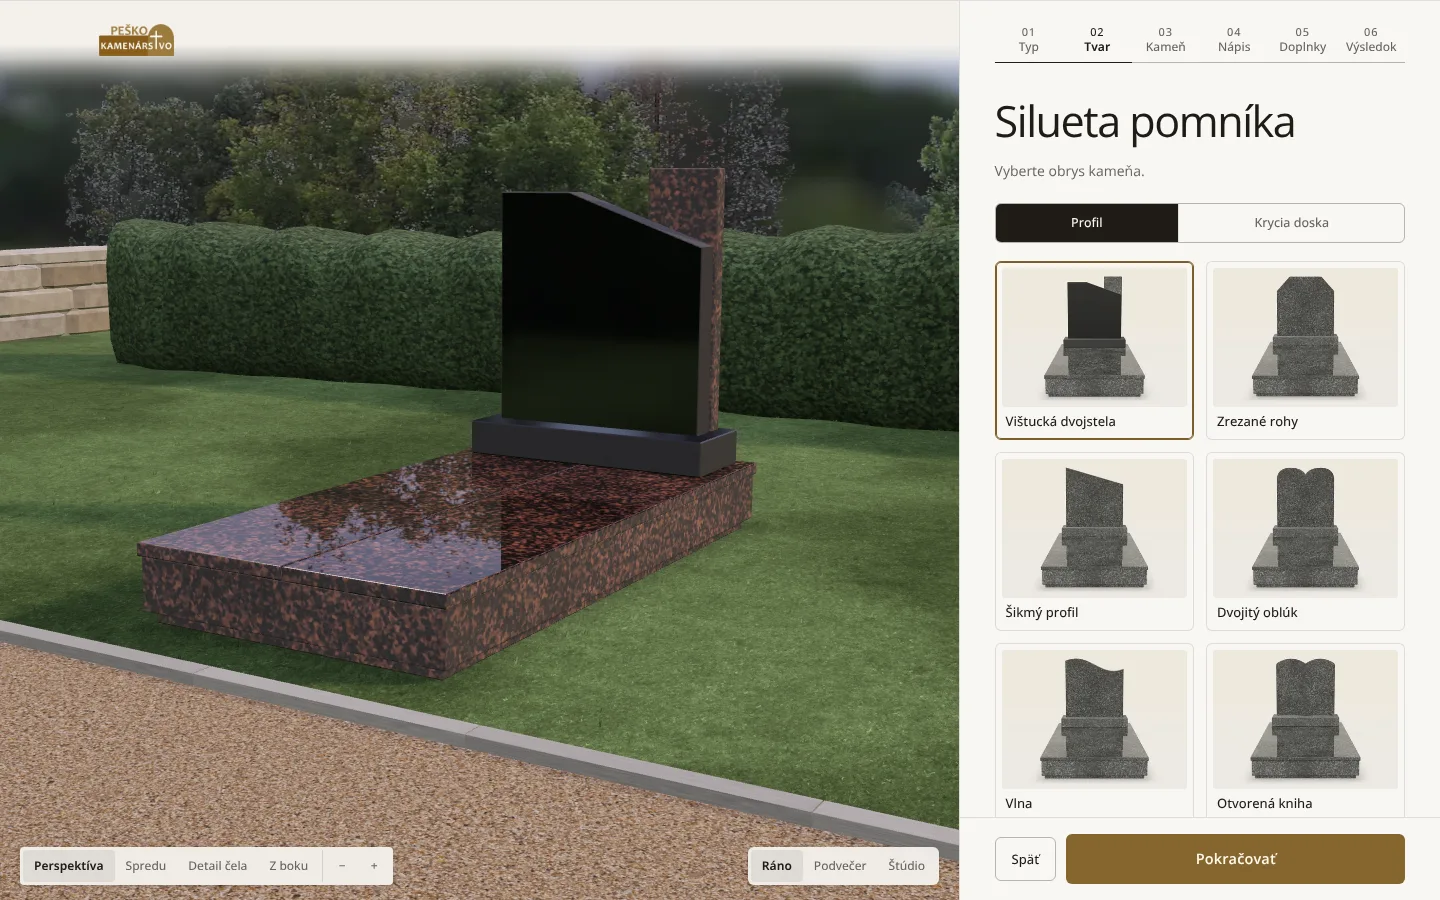 PEŠKO
KAMENÁRSTVO
01 Typ
02 Tvar
03 Kameň
04 Nápis
05 Doplnky
06 Výsledok
Silueta pomníka
Vyberte obrys kameňa.
Profil
Krycia doska
Vištucká dvojstela
Zrezané rohy
Šikmý profil
Dvojitý oblúk
Vlna
Otvorená kniha
Perspektíva
Spredu
Detail čela
Z boku
−
+
Ráno
Podvečer
Štúdio
Späť
Pokračovať